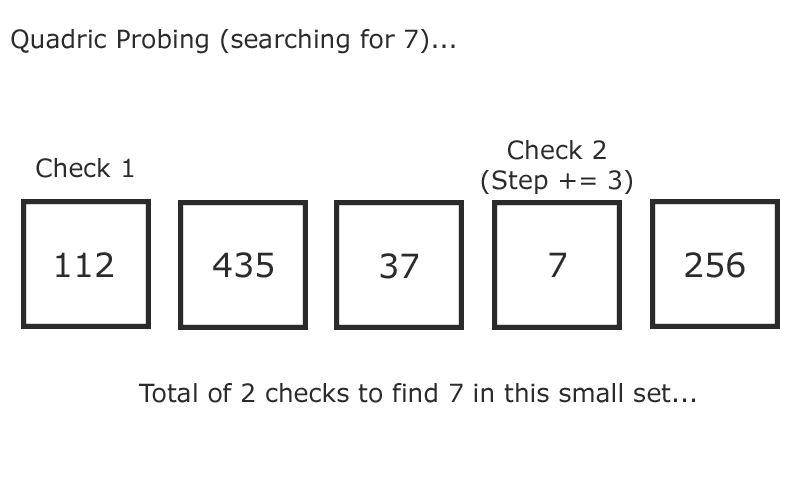 Quadric Probing (searching for 7)...
Check 1
Check 2
(Step += 3)
112
435
37
7
256
Total of 2 checks to find 7 in this small set...